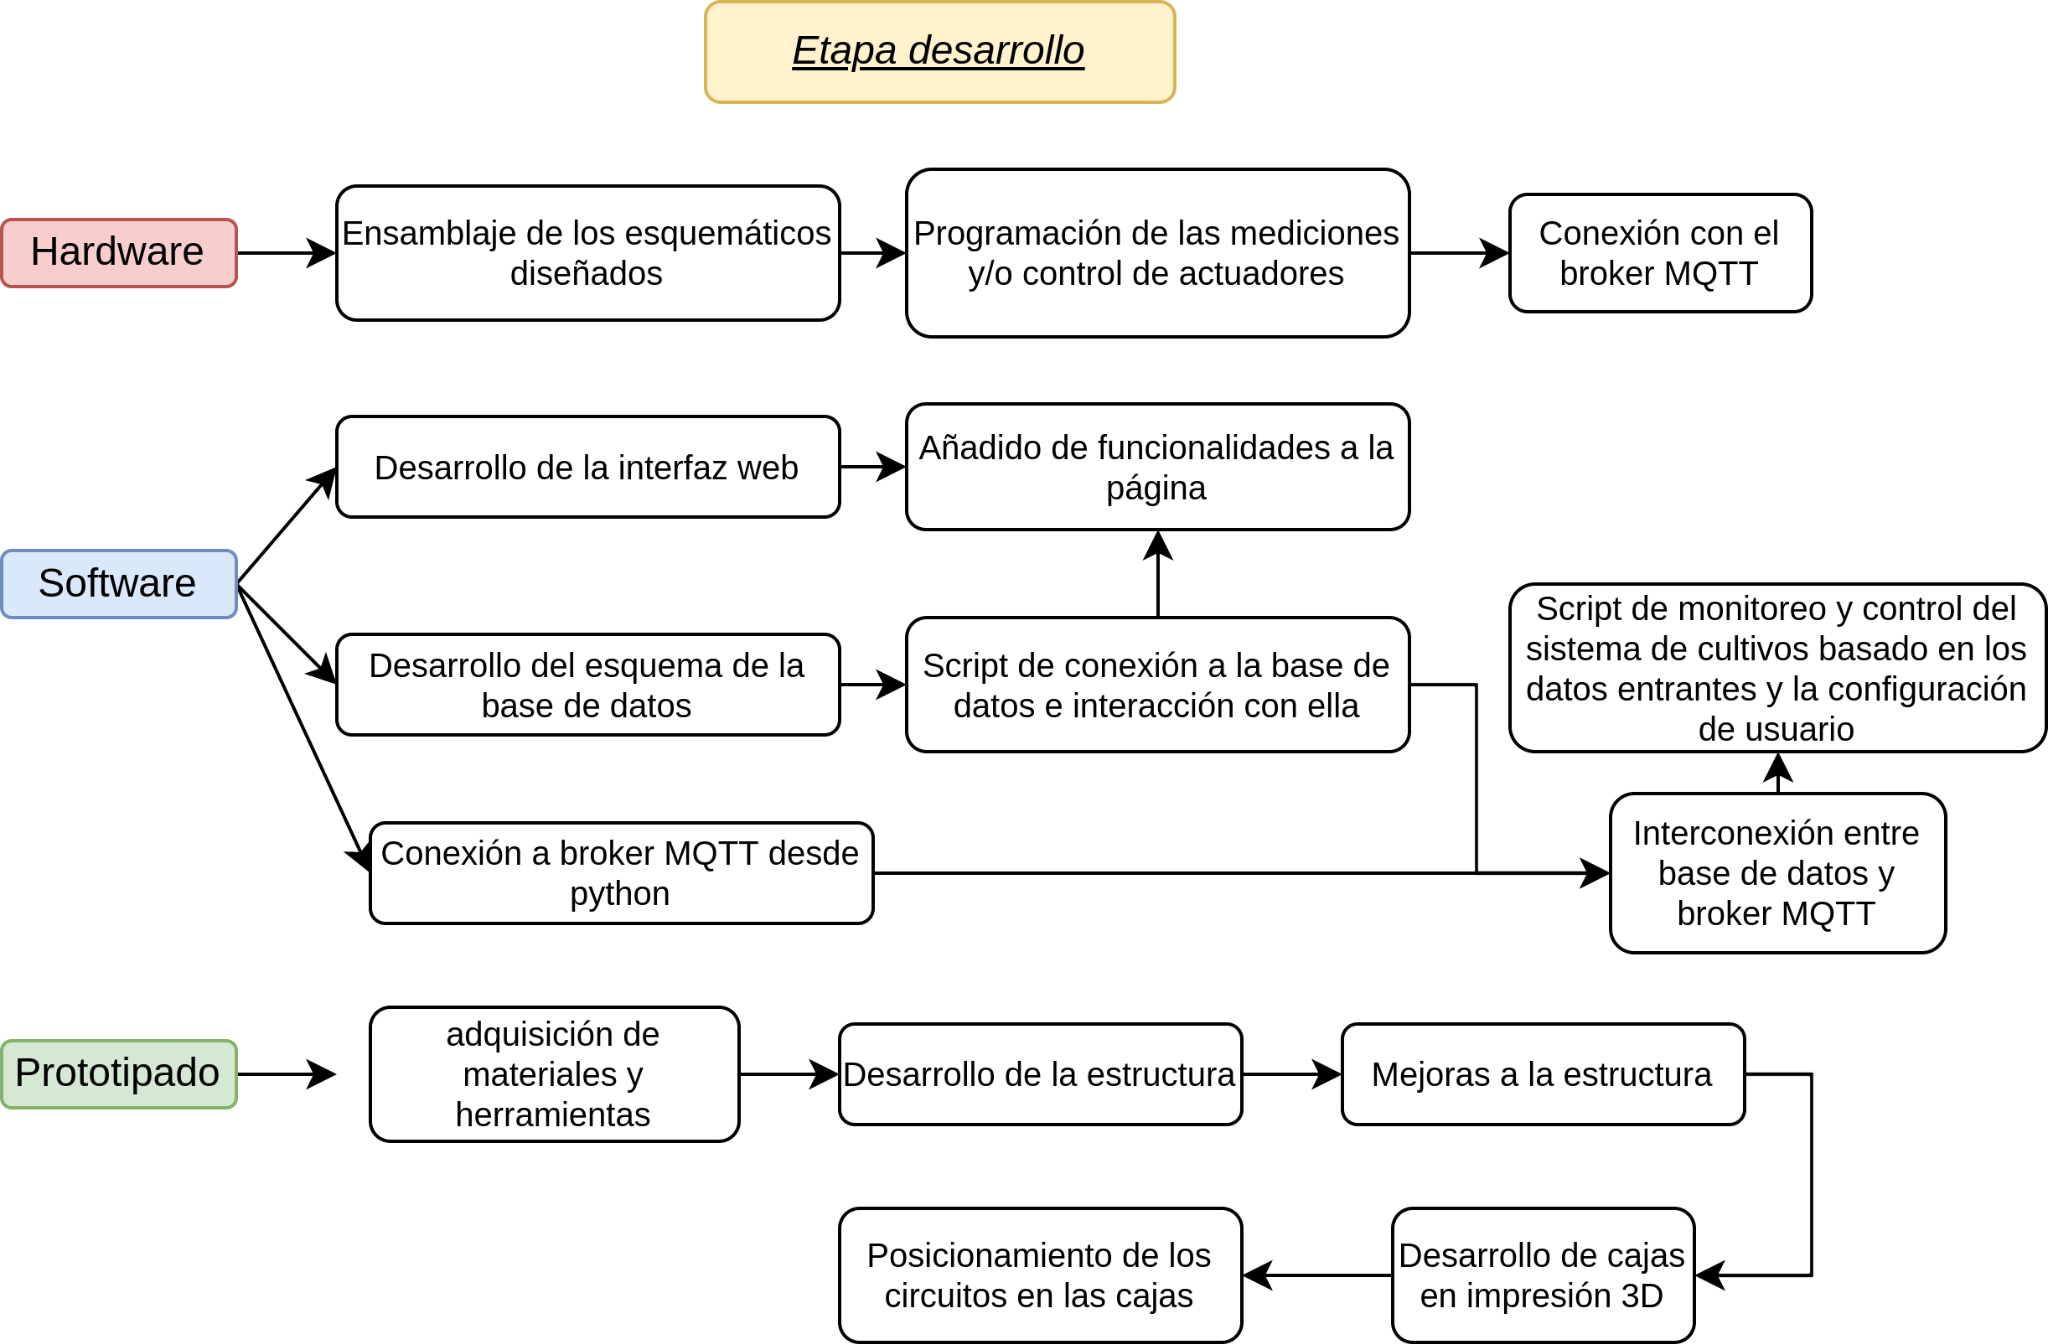 Etapa desarrollo
Hardware
Ensamblaje de los esquemáticos
diseñados
Programación de las mediciones
y/o control de actuadores
Conexión con el
broker MQTT
Software
Desarrollo de la interfaz web
Añadido de funcionalidades a la
página
Desarrollo del esquema de la
base de datos
Script de conexión a la base de
datos e interacción con ella
Script de monitoreo y control del
sistema de cultivos basado en los
datos entrantes y la configuración
de usuario
Conexión a broker MQTT desde
python
Interconexión entre
base de datos y
broker MQTT
Prototipado
adquisición de
materiales y
herramientas
Desarrollo de la estructura
Mejoras a la estructura
Posicionamiento de los
circuitos en las cajas
Desarrollo de cajas
en impresión 3D